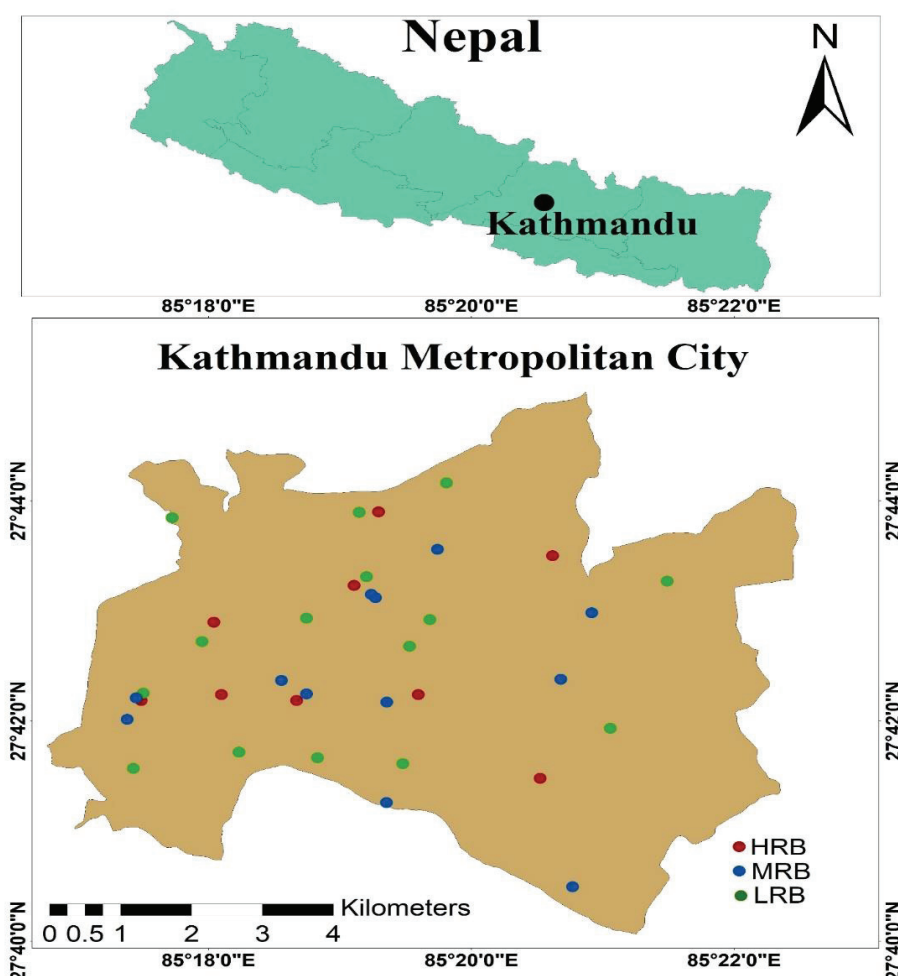 Nepal
N
Kathmandu
85°18'0"E 85°20'0"E 85°22'0"E
Kathmandu Metropolitan City
27°44'0"N 27°44'0"N
27°42'0"N 27°42'0"N
HRB
MRB
LRB
Kilometers
0 0.5 1 2 3 4
27°40'0"N 27°40'0"N
85°18'0"E 85°20'0"E 85°22'0"E